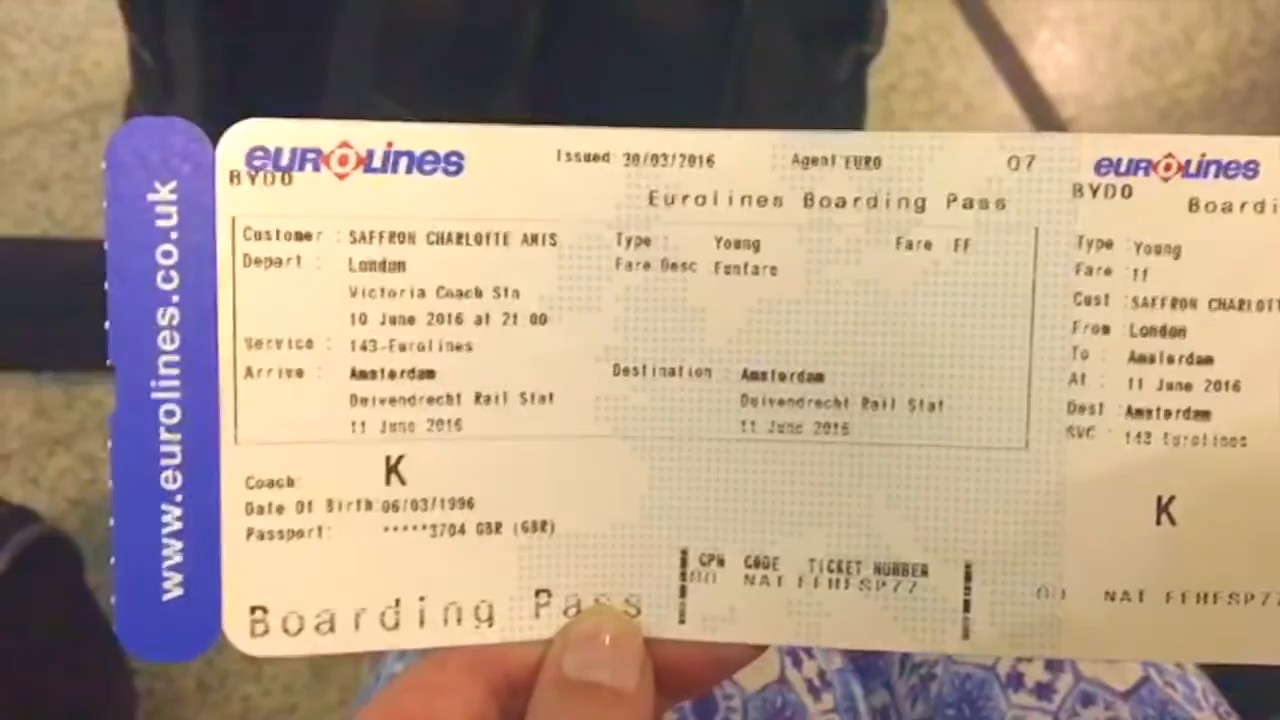 www.eurolines.co.uk
EUROLINES
BYDO
Issued 30/03/2016 Agent EURO 07
Eurolines Boarding Pass
Customer : SAFFRON CHARLOTTE AMIS Type : Young Fare FF
Depart : London Fare Desc Funfare
Victoria Coach Stn
10 June 2016 at 21 00
Service : 143-Eurolines
Arrive : Amsterdam Destination : Amsterdam
Duivendrecht Rail Stat Duivendrecht Rail Stat
11 June 2016 11 June 2016
Coach: K
Date Of Birth: 06/03/1996
Passport: *****3704 GBR (GBR)
CPN CODE TICKET NUMBER
00 NAT
Boarding Pass
EUROLINES
BYDO
Boardi
Type : Young
Fare :
Cust : SAFFRON CHARLOTT
From : London
To : Amsterdam
At : 11 June 2016
Dest : Amsterdam
SVC : 143 Eurolines
K
NAT